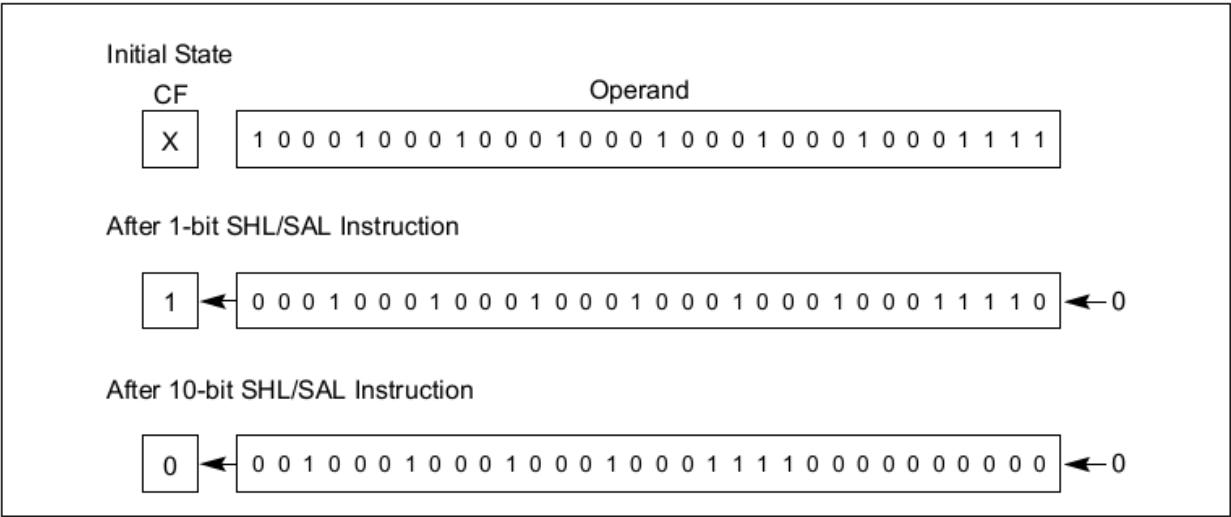 Initial State
CF Operand
X 1 0 0 0 1 0 0 0 1 0 0 0 1 0 0 0 1 0 0 0 1 0 0 0 1 0 0 0 1 1 1 1
After 1-bit SHL/SAL Instruction
1 0 0 0 1 0 0 0 1 0 0 0 1 0 0 0 1 0 0 0 1 0 0 0 1 0 0 0 1 1 1 1 0 0
After 10-bit SHL/SAL Instruction
0 0 0 1 0 0 0 1 0 0 0 1 0 0 0 1 0 0 0 1 1 1 1 0 0 0 0 0 0 0 0 0 0 0